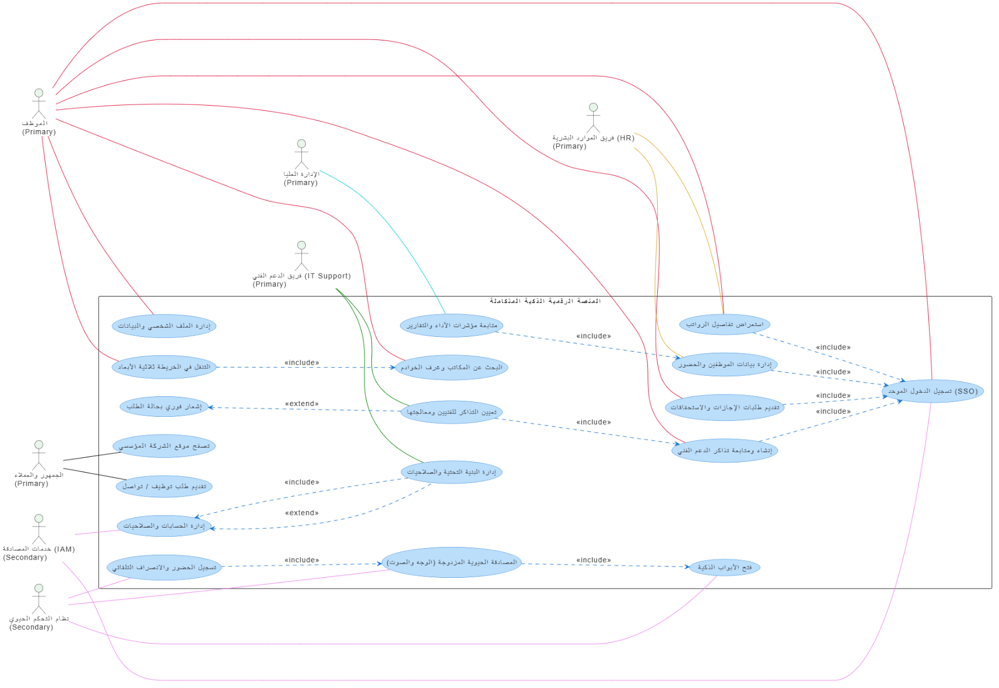 الموظف
(Primary)
فريق الموارد البشرية (HR)
(Primary)
الإدارة العليا
(Primary)
فريق الدعم الفني (IT Support)
(Primary)
المنصة الرقمية الذكية المتكاملة
إدارة الملف الشخصي والبيانات
متابعة مؤشرات الأداء والتقارير
استعراض تفاصيل الرواتب
«include»
«include»
التنقل في الخريطة ثلاثية الأبعاد
«include»
البحث عن المكاتب وغرف الخوادم
إدارة بيانات الموظفين والحضور
«include»
تسجيل الدخول الموحد (SSO)
«include»
إشعار فوري بحالة الطلب
«extend»
تعيين التذاكر للفنيين ومعالجتها
تقديم طلبات الإجازات والاستحقاقات
«include»
«include»
تصفح موقع الشركة المؤسسي
إنشاء ومتابعة تذاكر الدعم الفني
الجمهور والعملاء
(Primary)
إدارة البنية التحتية والصلاحيات
«include»
تقديم طلب توظيف / تواصل
«extend»
إدارة الحسابات والصلاحيات
خدمات المصادقة (IAM)
(Secondary)
تسجيل الحضور والانصراف التلقائي
«include»
المصادقة الحيوية المزدوجة (الوجه والصوت)
«include»
فتح الأبواب الذكية
نظام التحكم الحيوي
(Secondary)